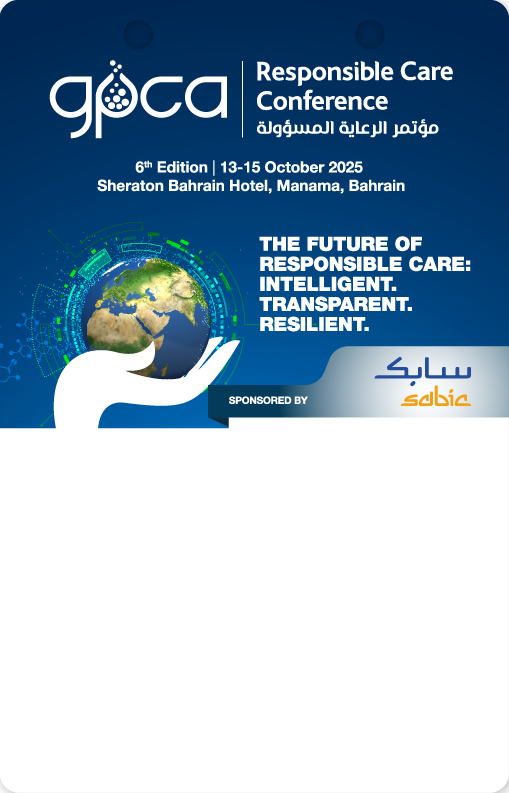 gpca
Responsible Care
Conference
مؤتمر الرعاية المسؤولة
6th Edition | 13-15 October 2025
Sheraton Bahrain Hotel, Manama, Bahrain
THE FUTURE OF
RESPONSIBLE CARE:
INTELLIGENT.
TRANSPARENT.
RESILIENT.
SPONSORED BY
سابك
sabic